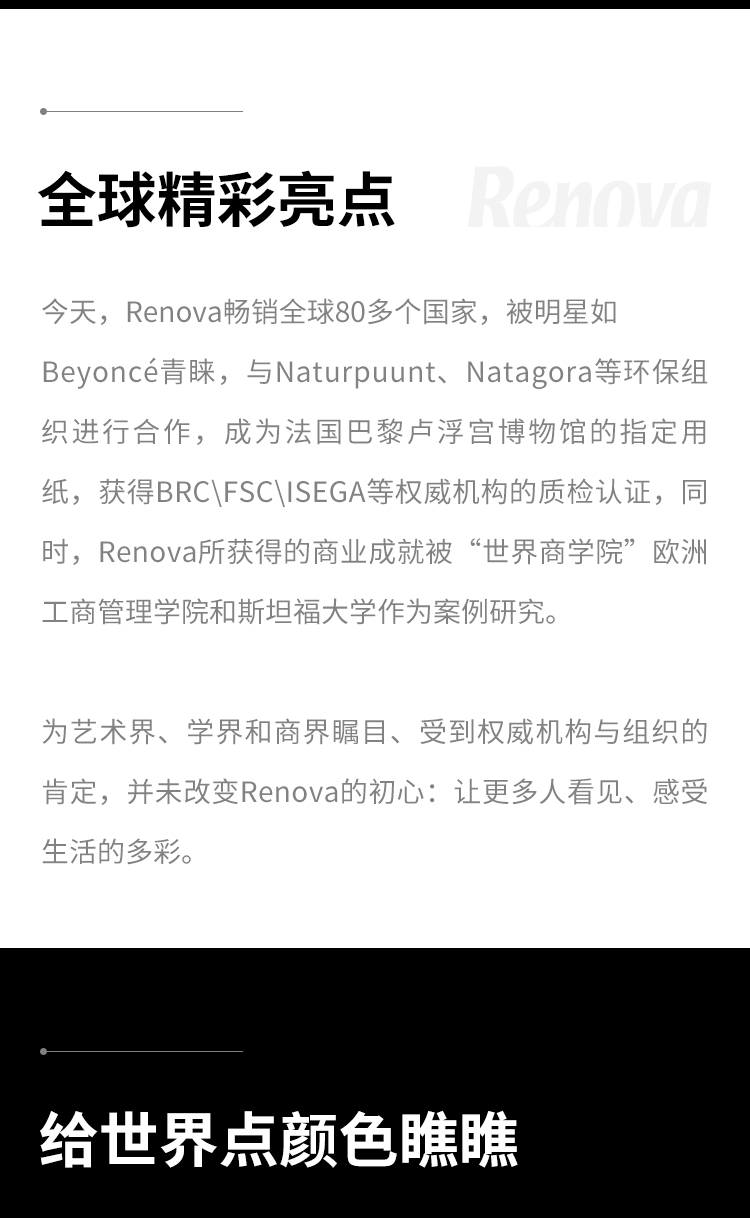 全球精彩亮点
Renova
今天，Renova畅销全球80多个国家，被明星如
Beyoncé青睐，与Naturpuunt、Natagora等环保组
织进行合作，成为法国巴黎卢浮宫博物馆的指定用
纸，获得BRC\FSC\ISEGA等权威机构的质检认证，同
时，Renova所获得的商业成就被“世界商学院”欧洲
工商管理学院和斯坦福大学作为案例研究。
为艺术界、学界和商界瞩目、受到权威机构与组织的
肯定，并未改变Renova的初心：让更多人看见、感受
生活的多彩。
给世界点颜色瞧瞧